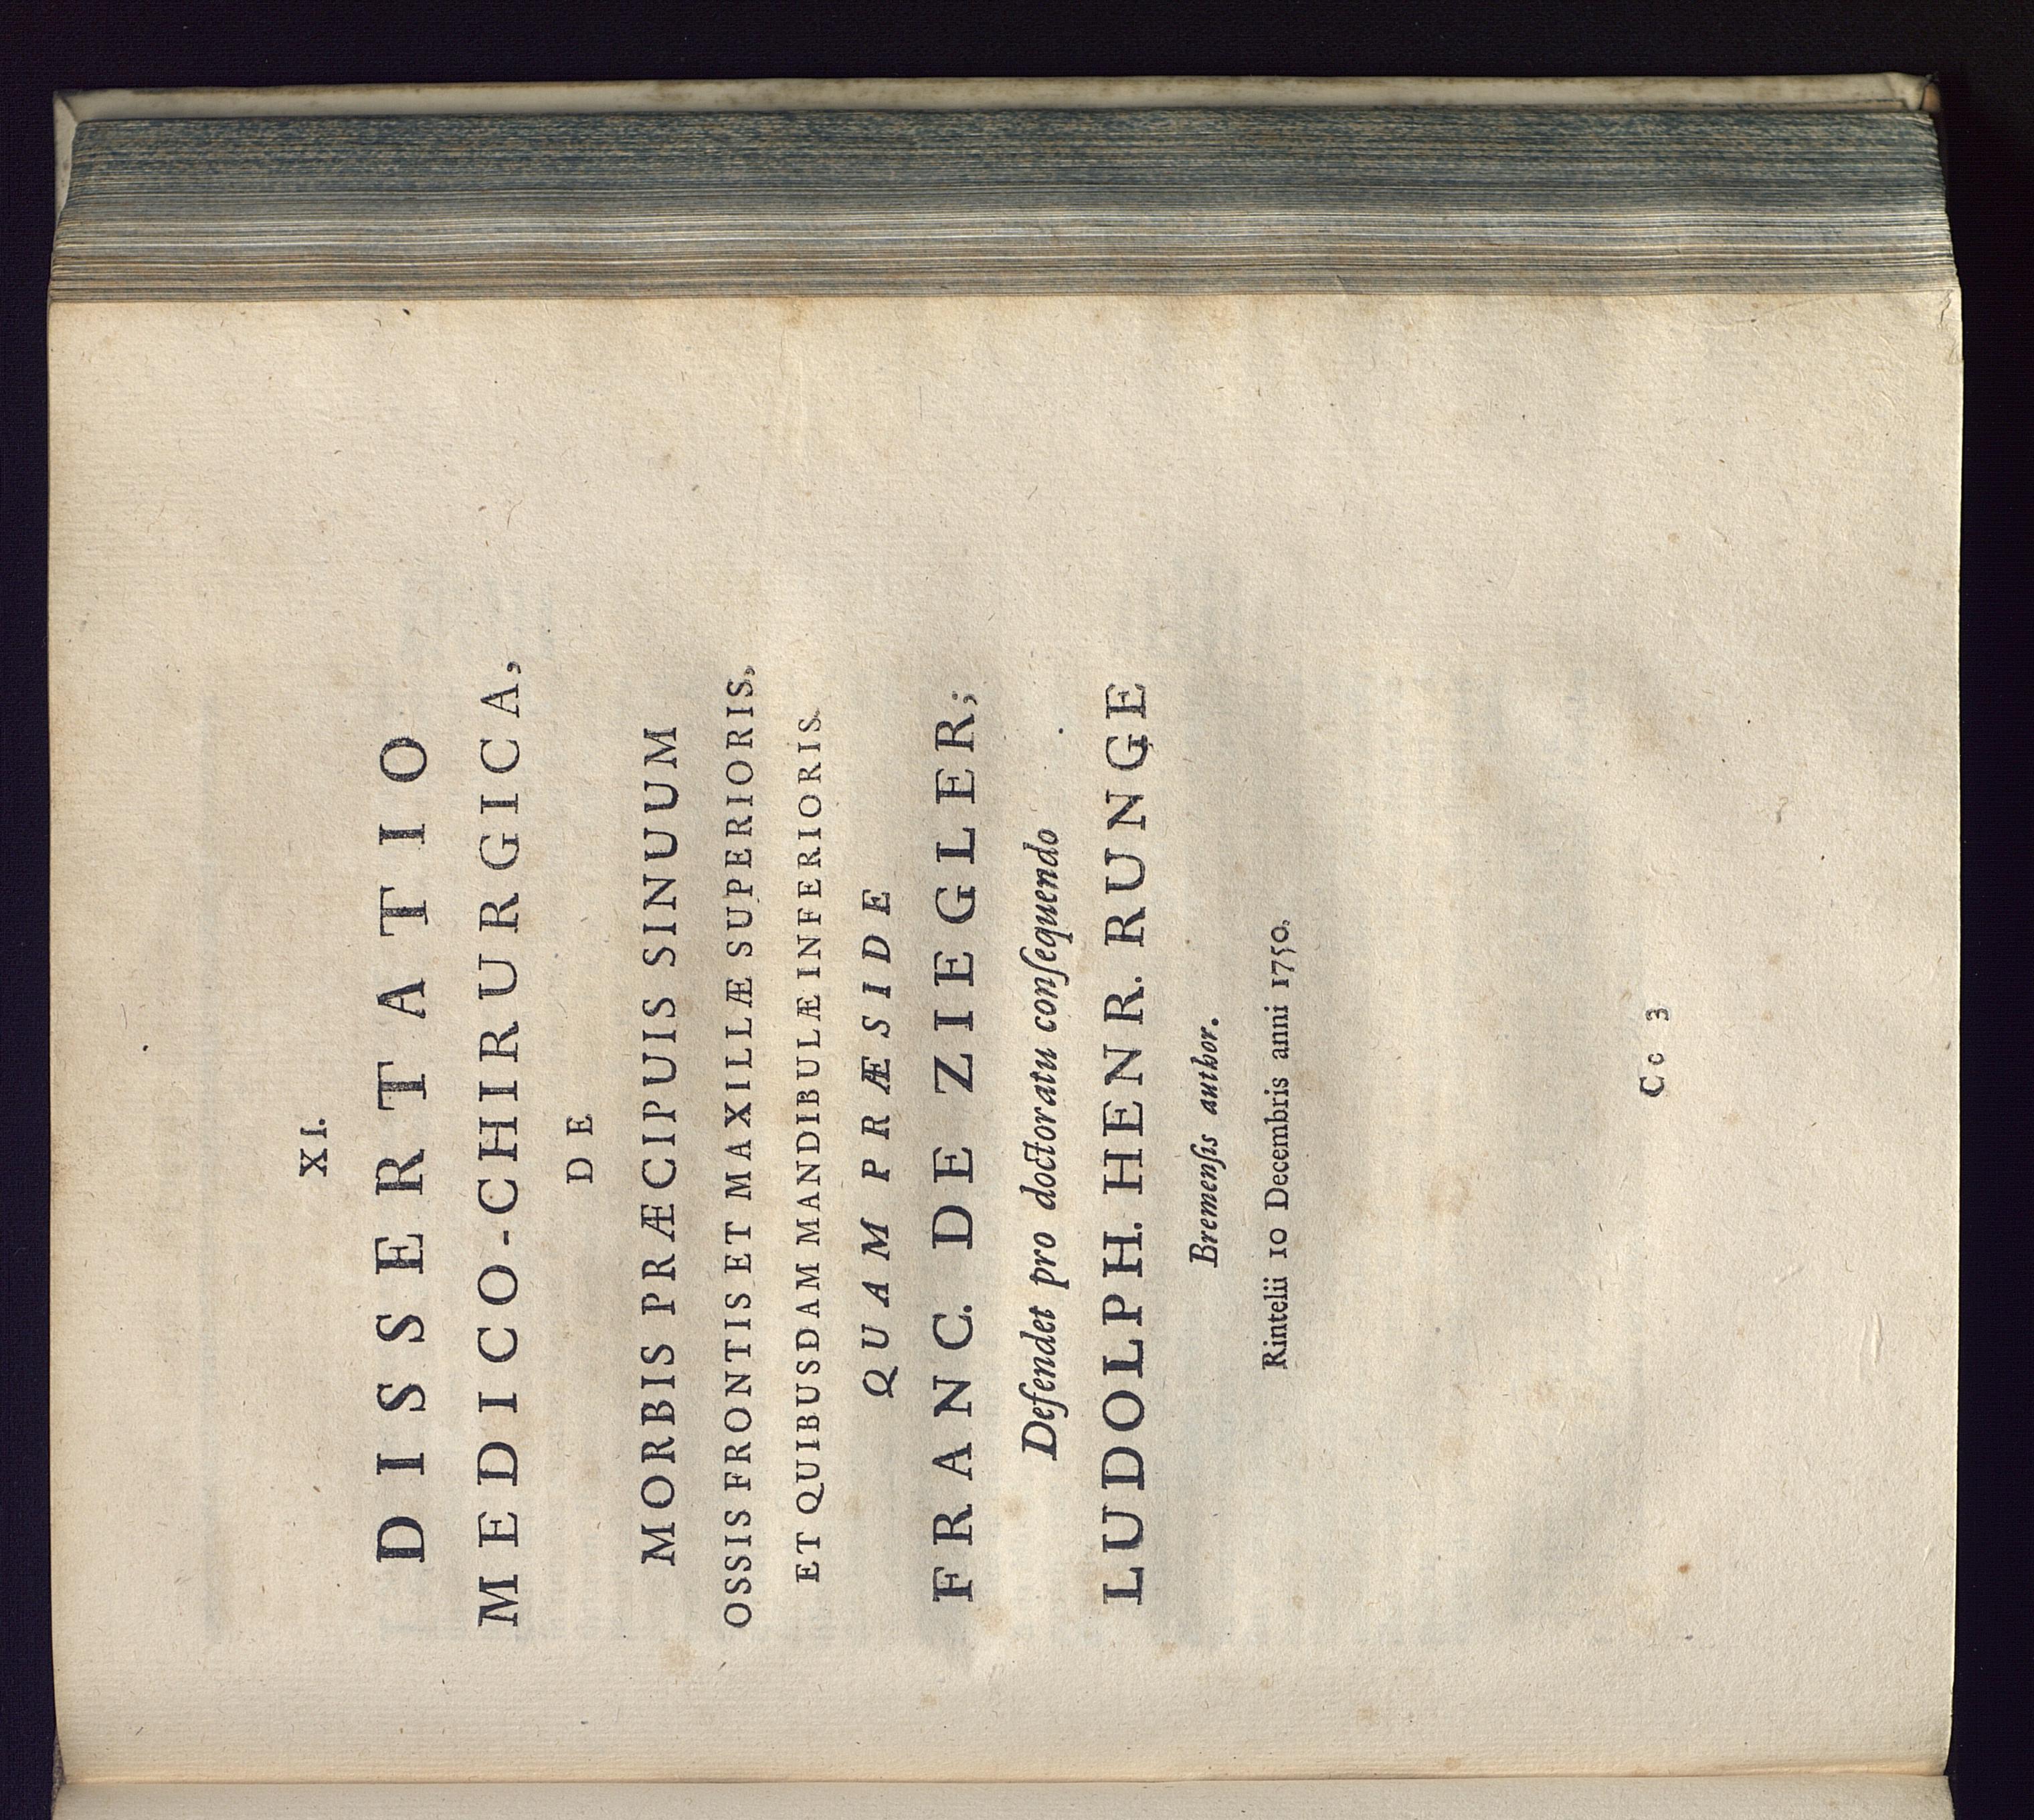 XI.
DISSERTATIO
MEDICO-CHIRURGICA,
DE
MORBIS PRÆCIPUIS SINUUM
OSSIS FRONTIS ET MAXILLÆ SUPERIORIS,
ET QUIBUSDAM MANDIBULÆ INFERIORIS.
QUAM PRÆSIDE
FRANC. DE ZIEGLER;
Defendet pro doctoratu conſequendo
LUDOLPH. HENR. RUNGE
Bremenſis author.
Rintelii 10 Decembris anni 1750.
Cc 3